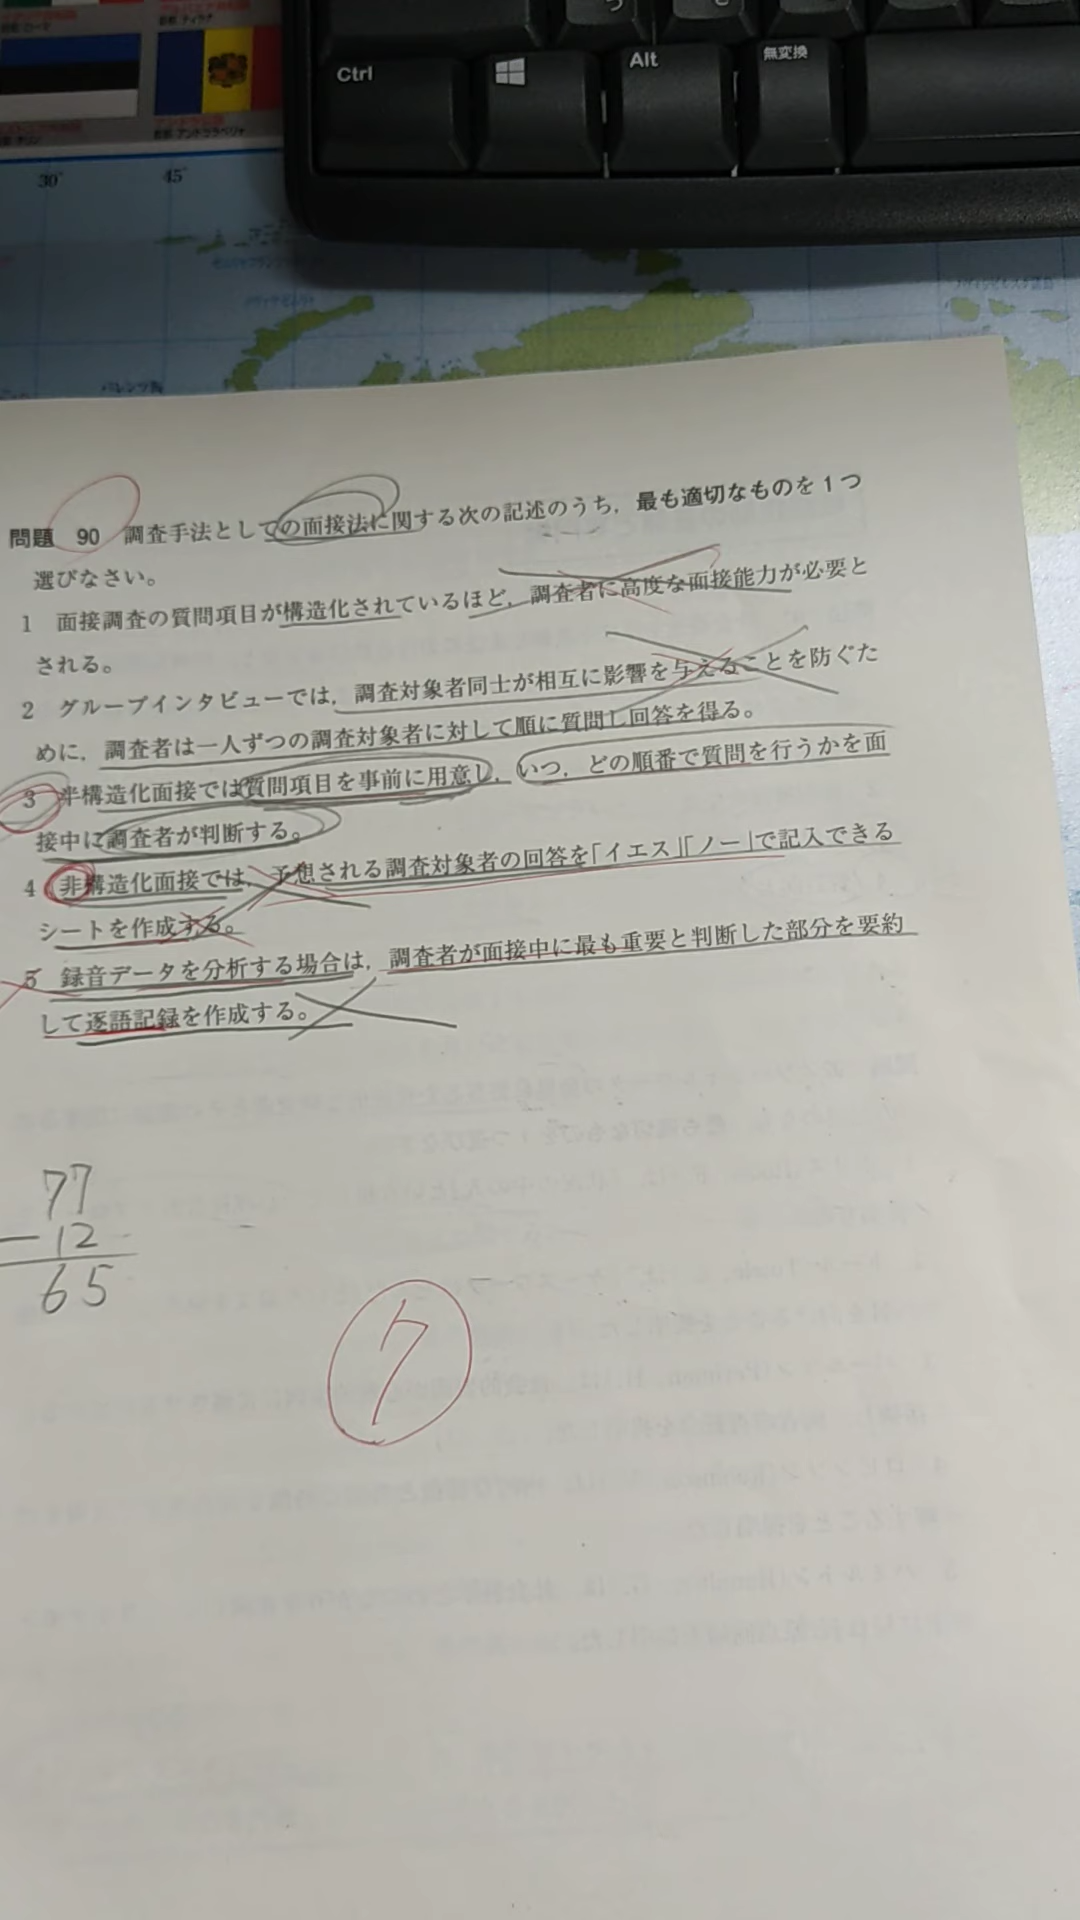 Ctrl
Alt
無変換
30°
45°
問題 90 調査手法としての面接法に関する次の記述のうち，最も適切なものを1つ
選びなさい。
1 面接調査の質問項目が構造化されているほど，調査者に高度な面接能力が必要と
される。
2 グループインタビューでは，調査対象者同士が相互に影響を与えることを防ぐた
めに，調査者は一人ずつの調査対象者に対して順に質問し回答を得る。
3 半構造化面接では質問項目を事前に用意し，いつ，どの順番で質問を行うかを面
接中に調査者が判断する。
4 非構造化面接では，予想される調査対象者の回答を「イエス」「ノー」で記入できる
シートを作成する。
5 録音データを分析する場合は，調査者が面接中に最も重要と判断した部分を要約
して逐語記録を作成する。
77
-12
65